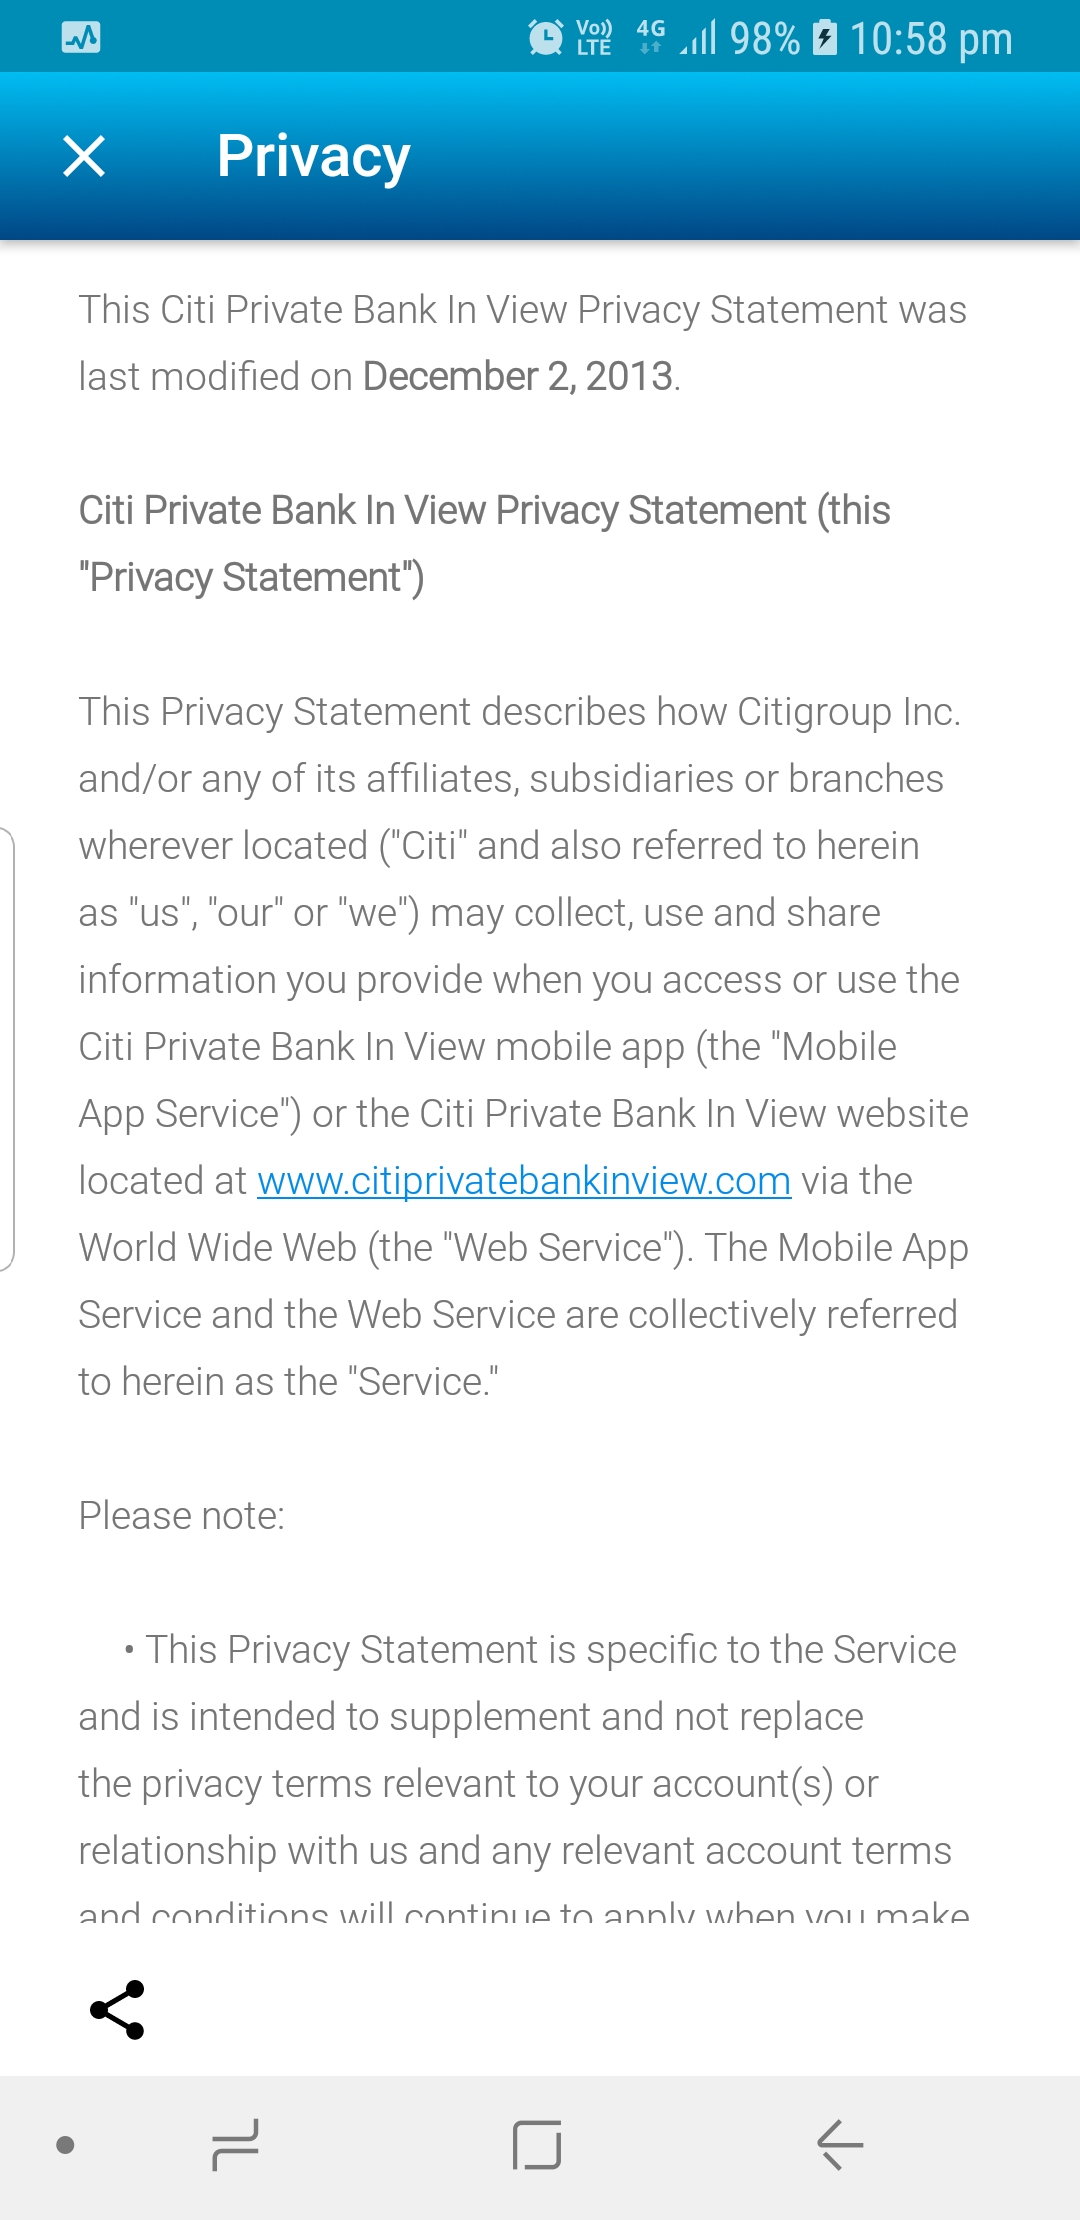 Vo)) LTE 4G 98% 10:58 pm
Privacy
This Citi Private Bank In View Privacy Statement was
last modified on December 2, 2013.
Citi Private Bank In View Privacy Statement (this
"Privacy Statement")
This Privacy Statement describes how Citigroup Inc.
and/or any of its affiliates, subsidiaries or branches
wherever located ("Citi" and also referred to herein
as "us", "our" or "we") may collect, use and share
information you provide when you access or use the
Citi Private Bank In View mobile app (the "Mobile
App Service") or the Citi Private Bank In View website
located at www.citiprivatebankinview.com via the
World Wide Web (the "Web Service"). The Mobile App
Service and the Web Service are collectively referred
to herein as the "Service."
Please note:
• This Privacy Statement is specific to the Service
and is intended to supplement and not replace
the privacy terms relevant to your account(s) or
relationship with us and any relevant account terms
and conditions will continue to apply when you make